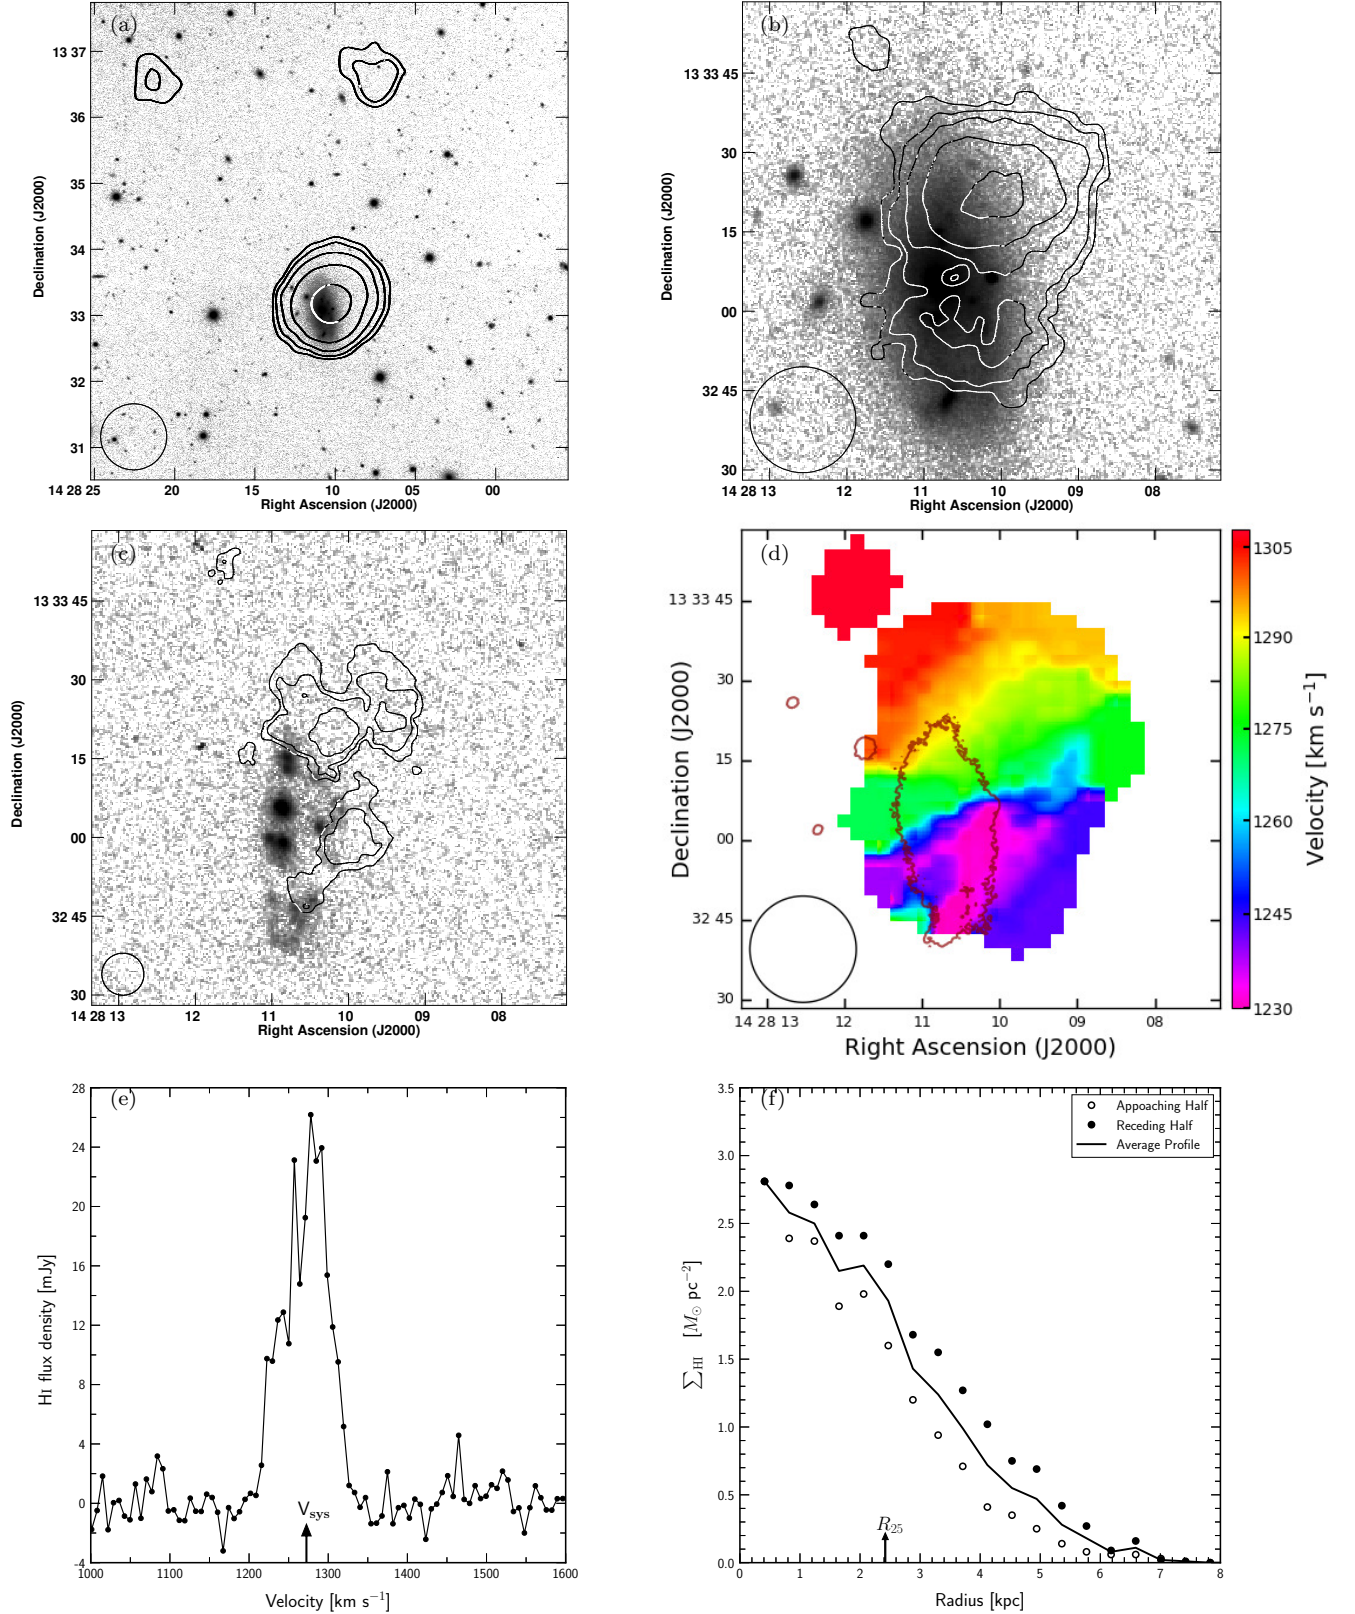 (a)
13 37
36
35
34
33
32
31
Declination (J2000)
14 28 25 20 15 10 05 00
Right Ascension (J2000)
(b)
13 33 45
30
15
00
32 45
30
Declination (J2000)
14 28 13 12 11 10 09 08
Right Ascension (J2000)
(c)
13 33 45
30
15
00
32 45
30
Declination (J2000)
14 28 13 12 11 10 09 08
Right Ascension (J2000)
(d)
13 33 45
30
15
00
32 45
30
Declination (J2000)
14 28 13 12 11 10 09 08
Right Ascension (J2000)
1305
1290
1275
1260
1245
1230
Velocity [km s⁻¹]
(e)
28
24
20
16
12
8
4
0
-4
HI flux density [mJy]
Vsys
1000 1100 1200 1300 1400 1500 1600
Velocity [km s⁻¹]
(f)
Appoaching Half
Receding Half
Average Profile
3.5
3.0
2.5
2.0
1.5
1.0
0.5
0.0
∑HI [M⊙ pc⁻²]
R25
0 1 2 3 4 5 6 7 8
Radius [kpc]